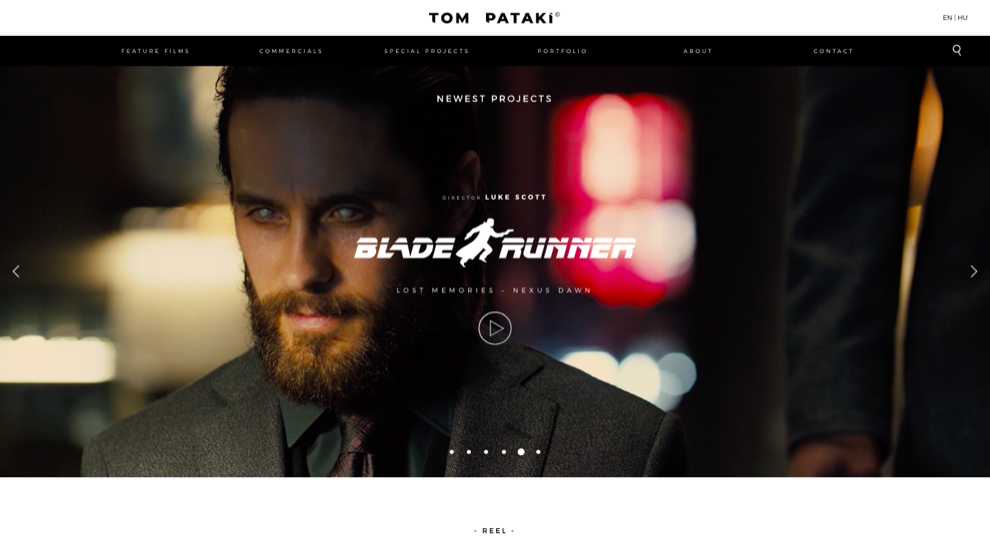 TOM PATAKi©
EN | HU
FEATURE FILMS COMMERCIALS SPECIAL PROJECTS PORTFOLIO ABOUT CONTACT
NEWEST PROJECTS
DIRECTOR LUKE SCOTT
BLADE RUNNER
LOST MEMORIES - NEXUS DAWN
- REEL -